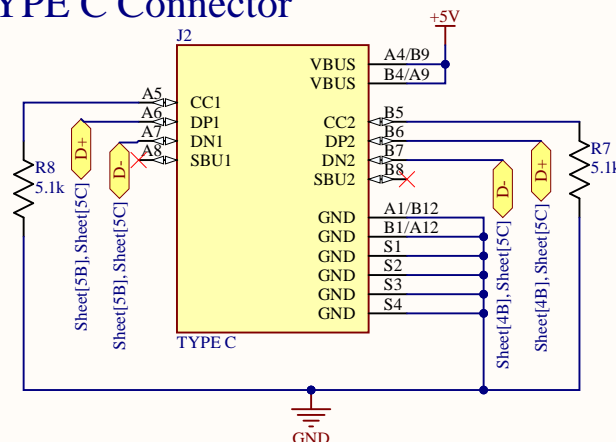 TYPE C Connector
+5V
J2
VBUS A4/B9
VBUS B4/A9
A5 CC1
A6 DP1
A7 DN1
A8 SBU1
CC2 B5
DP2 B6
DN2 B7
SBU2 B8
GND A1/B12
GND B1/A12
GND S1
GND S2
GND S3
GND S4
TYPE C
R8
5.1k
D+
Sheet[5B], Sheet[5C]
D-
Sheet[5B], Sheet[5C]
D-
Sheet[4B], Sheet[5C]
D+
Sheet[4B], Sheet[5C]
R7
5.1k
GND